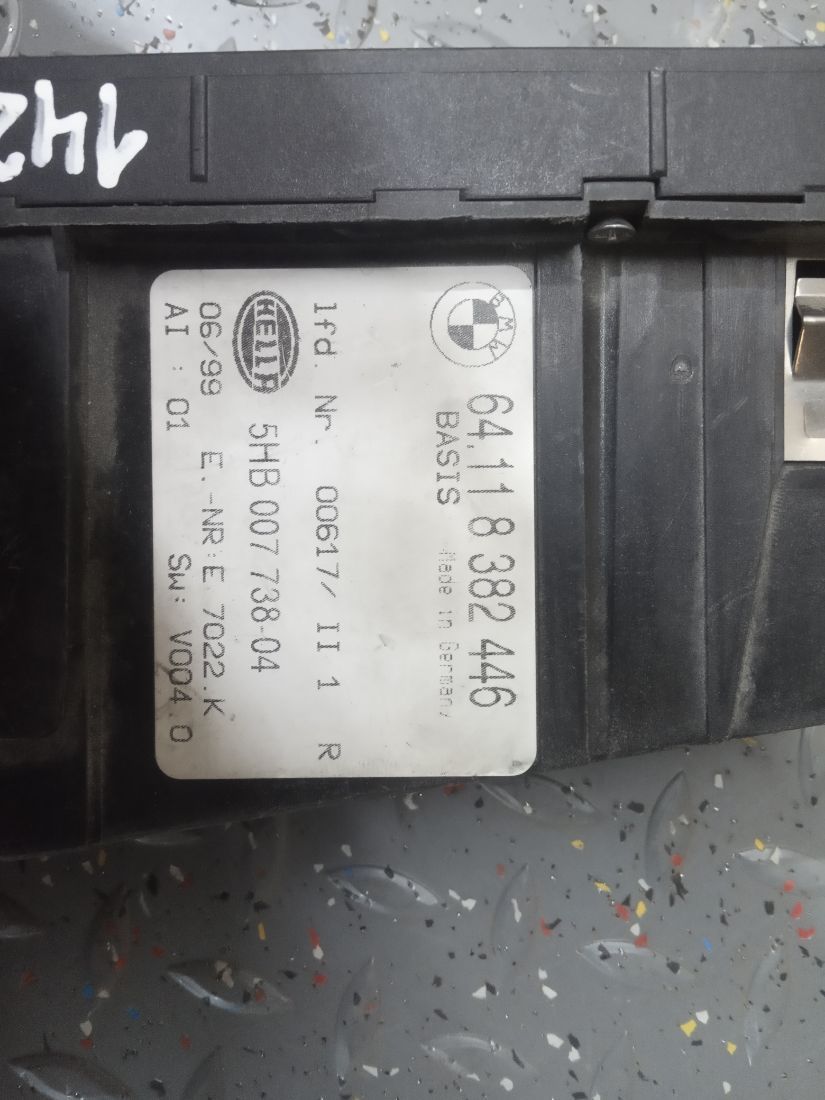 142
BMW
64.11 8 382 446
BASIS Made in Germany
lfd. Nr. 00617/ II 1 R
HELLA 5HB 007 738-04
06/99 E.-NR:E 7022.K
AI : 01 SW: V004.0